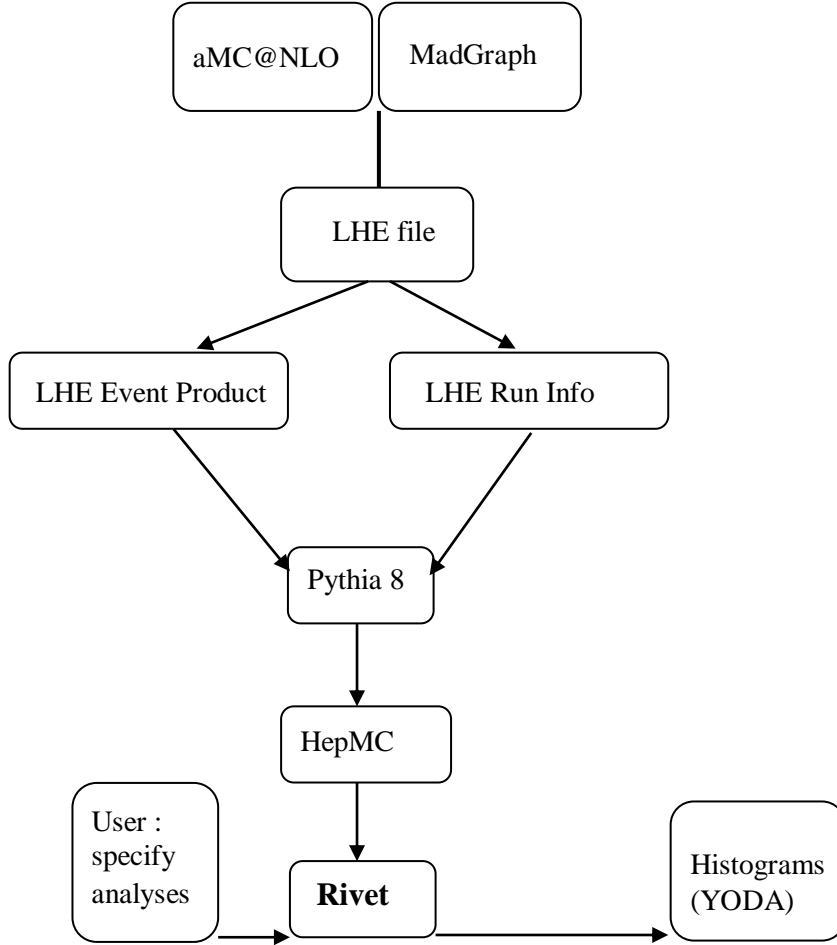 aMC@NLO
MadGraph
LHE file
LHE Event Product
LHE Run Info
Pythia 8
HepMC
User :
specify
analyses
Rivet
Histograms
(YODA)